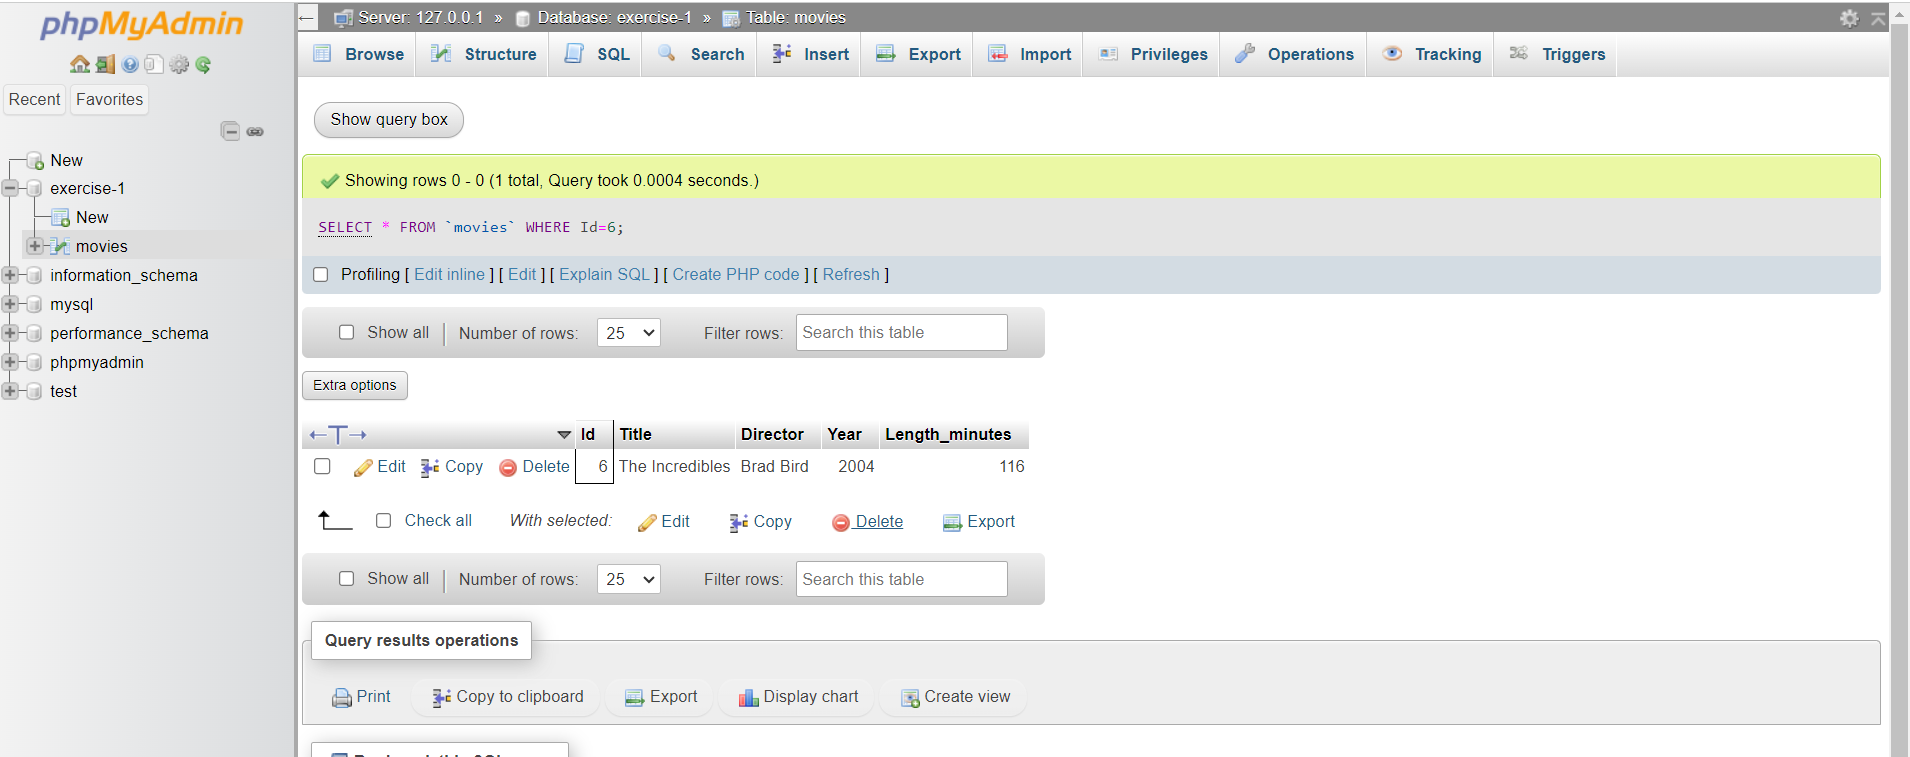 phpMyAdmin
Recent Favorites
New
exercise-1
New
movies
information_schema
mysql
performance_schema
phpmyadmin
test
Server: 127.0.0.1 » Database: exercise-1 » Table: movies
Browse Structure SQL Search Insert Export Import Privileges Operations Tracking Triggers
Show query box
Showing rows 0 - 0 (1 total, Query took 0.0004 seconds.)
SELECT * FROM `movies` WHERE Id=6;
Profiling [ Edit inline ] [ Edit ] [ Explain SQL ] [ Create PHP code ] [ Refresh ]
Show all Number of rows: 25 Filter rows: Search this table
Extra options
Id Title Director Year Length_minutes
Edit Copy Delete 6 The Incredibles Brad Bird 2004 116
Check all With selected: Edit Copy Delete Export
Show all Number of rows: 25 Filter rows: Search this table
Query results operations
Print Copy to clipboard Export Display chart Create view